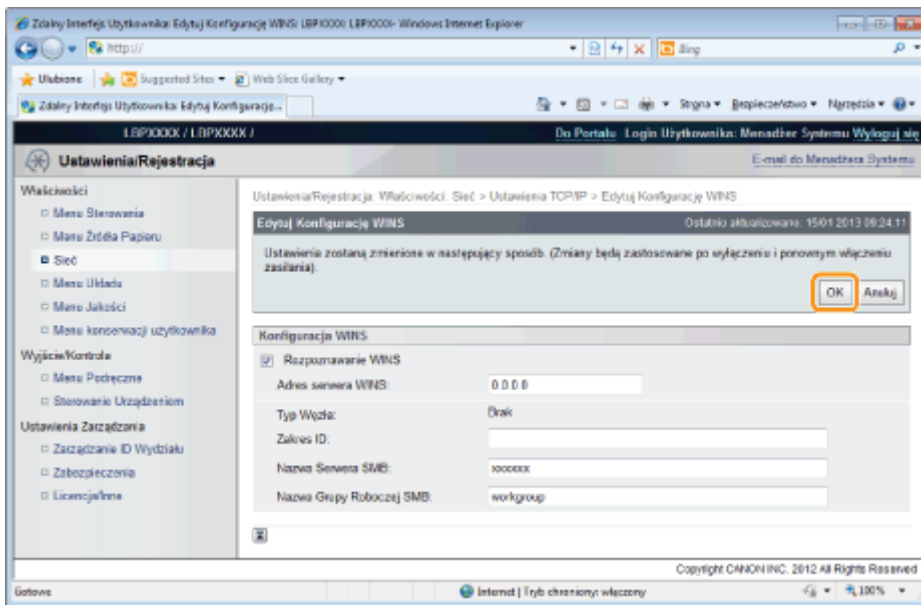 Zdalny Interfejs Użytkownika: Edytuj Konfigurację WINS: LBPXXXX: LBPXXXX- Windows Internet Explorer
http://
Bing
Ulubione Suggested Sites Web Slice Gallery
Zdalny Interfejs Użytkownika: Edytuj Konfigurację...
Strona Bezpieczeństwo Narzędzia
LBPXXXX / LBPXXXX /
Do Portalu Login Użytkownika: Menadżer Systemu Wyloguj się
Ustawienia/Rejestracja
E-mail do Menadżera Systemu
Właściwości
Menu Sterowania
Menu Źródła Papieru
Sieć
Menu Układu
Menu Jakości
Menu konserwacji użytkownika
Wyjście/Kontrola
Menu Podręczne
Sterowanie Urządzeniem
Ustawienia Zarządzania
Zarządzanie ID Wydziału
Zabezpieczenia
Licencje/Inne
Ustawienia/Rejestracja: Właściwości: Sieć > Ustawienia TCP/IP > Edytuj Konfigurację WINS
Edytuj Konfigurację WINS
Ostatnio aktualizowano: 15/01 2013 09:24:11
Ustawienia zostaną zmienione w następujący sposób. (Zmiany będą zastosowane po wyłączeniu i ponownym włączeniu
zasilania).
OK Anuluj
Konfiguracja WINS
Rozpoznawanie WINS
Adres serwera WINS: 0.0.0.0
Typ Węzła: Brak
Zakres ID:
Nazwa Serwera SMB: xxxxxxx
Nazwa Grupy Roboczej SMB: workgroup
Copyright CANON INC. 2012 All Rights Reserved
Gotowe
Internet | Tryb chroniony: włączony
100%